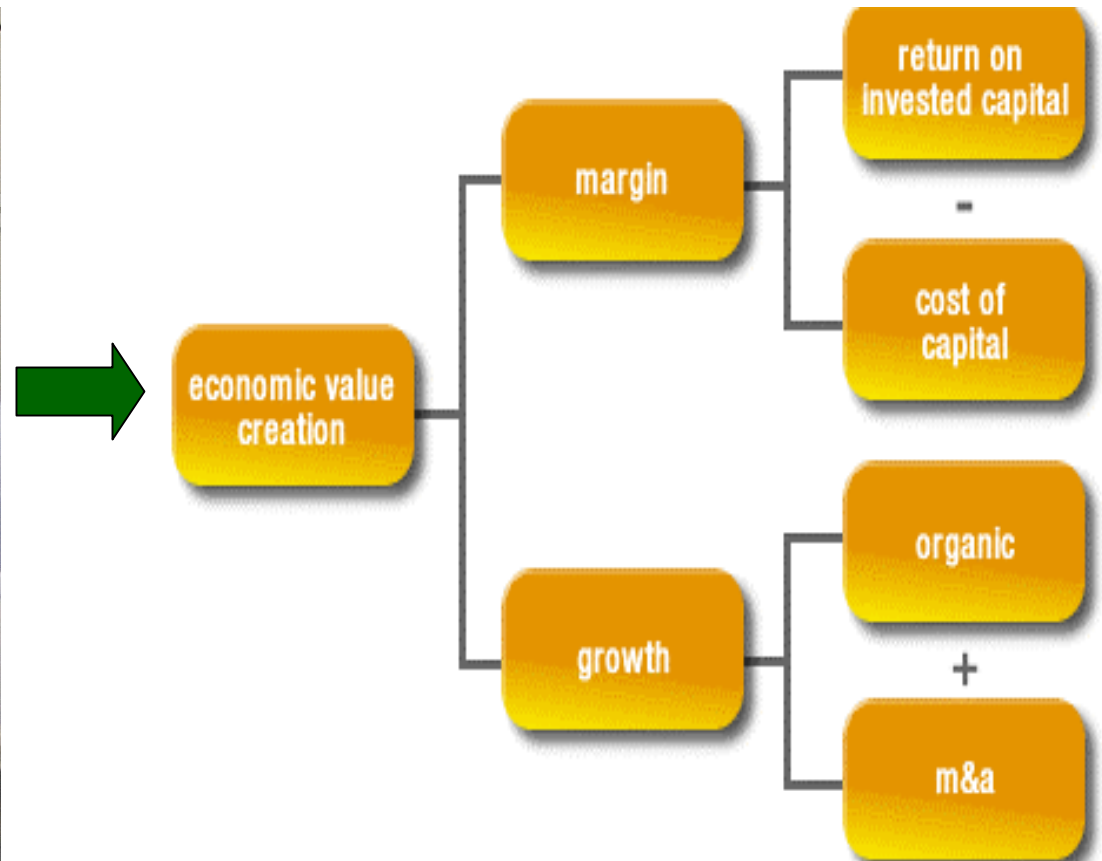 return on
invested capital
margin
-
cost of
capital
economic value
creation
organic
growth
+
m&a